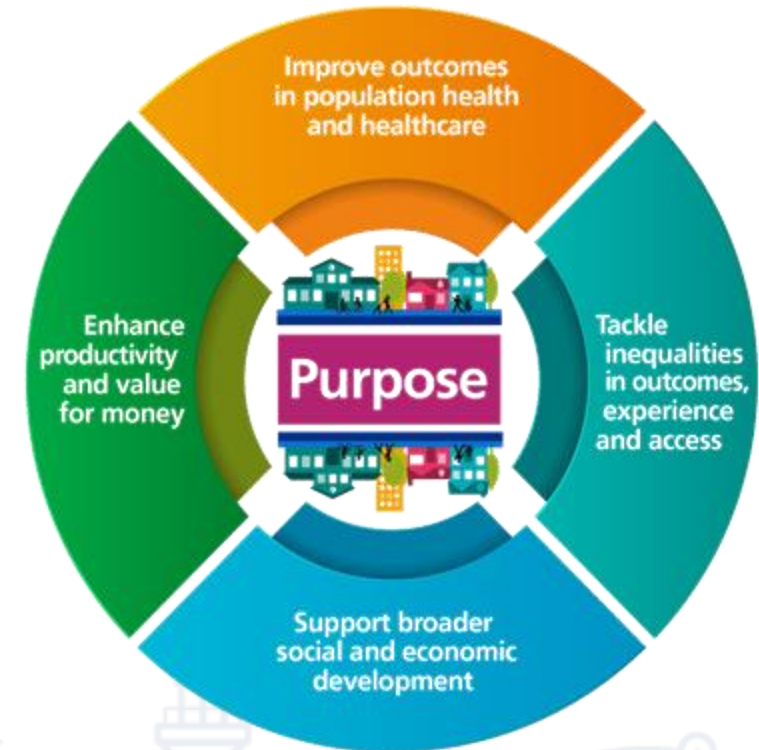 Improve outcomes
in population health
and healthcare
Tackle
inequalities
in outcomes,
experience
and access
Support broader
social and economic
development
Enhance
productivity
and value
for money
Purpose